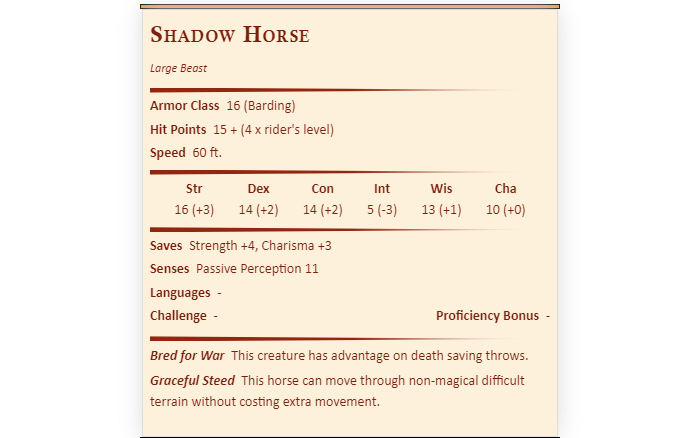 Shadow Horse
Large Beast
Armor Class 16 (Barding)
Hit Points 15 + (4 x rider's level)
Speed 60 ft.
Str Dex Con Int Wis Cha
16 (+3) 14 (+2) 14 (+2) 5 (-3) 13 (+1) 10 (+0)
Saves Strength +4, Charisma +3
Senses Passive Perception 11
Languages -
Challenge - Proficiency Bonus -
Bred for War This creature has advantage on death saving throws.
Graceful Steed This horse can move through non-magical difficult
terrain without costing extra movement.